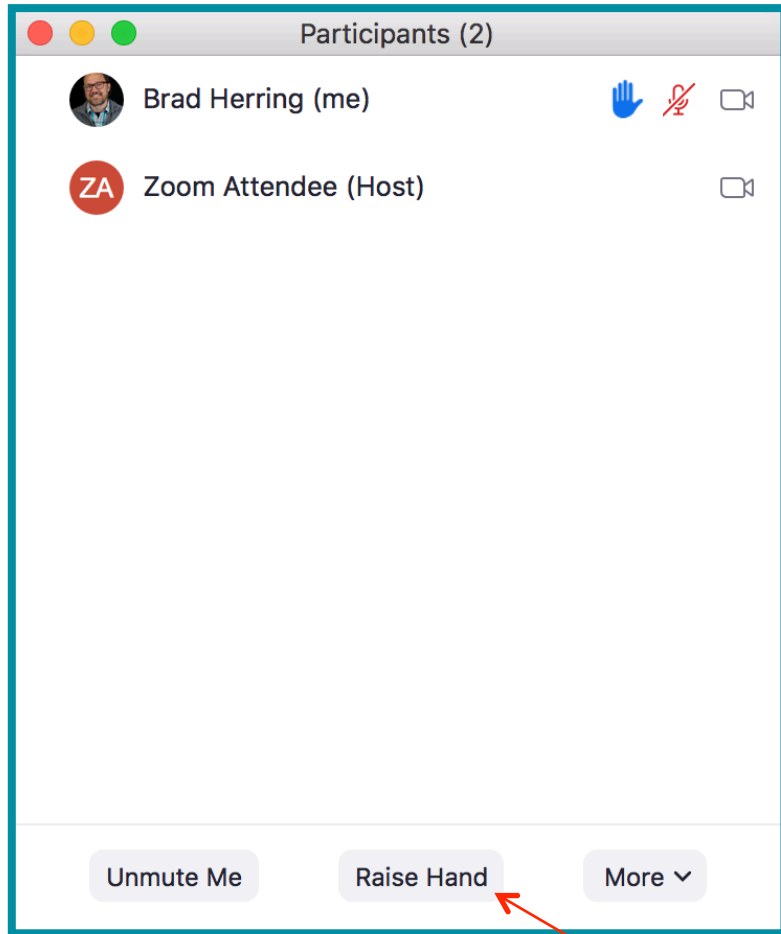 Participants (2)
Brad Herring (me)
ZA Zoom Attendee (Host)
Unmute Me Raise Hand More